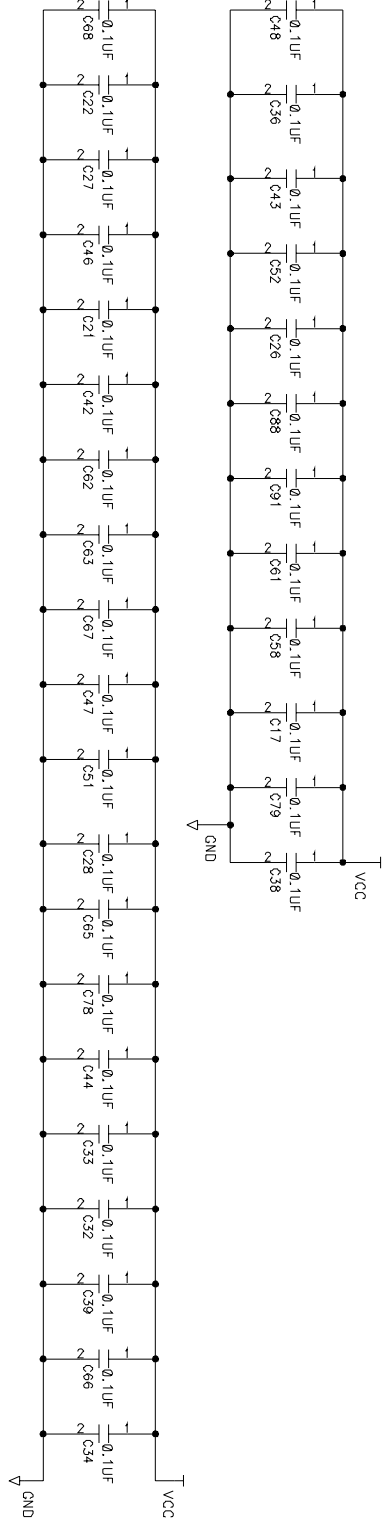 VCC
1
0.1UF
C48
2
1
0.1UF
C36
2
1
0.1UF
C43
2
1
0.1UF
C52
2
1
0.1UF
C26
2
1
0.1UF
C88
2
1
0.1UF
C91
2
1
0.1UF
C61
2
1
0.1UF
C58
2
1
0.1UF
C17
2
1
0.1UF
C79
2
1
0.1UF
C38
2
GND
VCC
1
0.1UF
C68
2
1
0.1UF
C22
2
1
0.1UF
C27
2
1
0.1UF
C46
2
1
0.1UF
C21
2
1
0.1UF
C42
2
1
0.1UF
C62
2
1
0.1UF
C63
2
1
0.1UF
C67
2
1
0.1UF
C47
2
1
0.1UF
C51
2
1
0.1UF
C28
2
1
0.1UF
C65
2
1
0.1UF
C78
2
1
0.1UF
C44
2
1
0.1UF
C33
2
1
0.1UF
C32
2
1
0.1UF
C39
2
1
0.1UF
C66
2
1
0.1UF
C34
2
GND